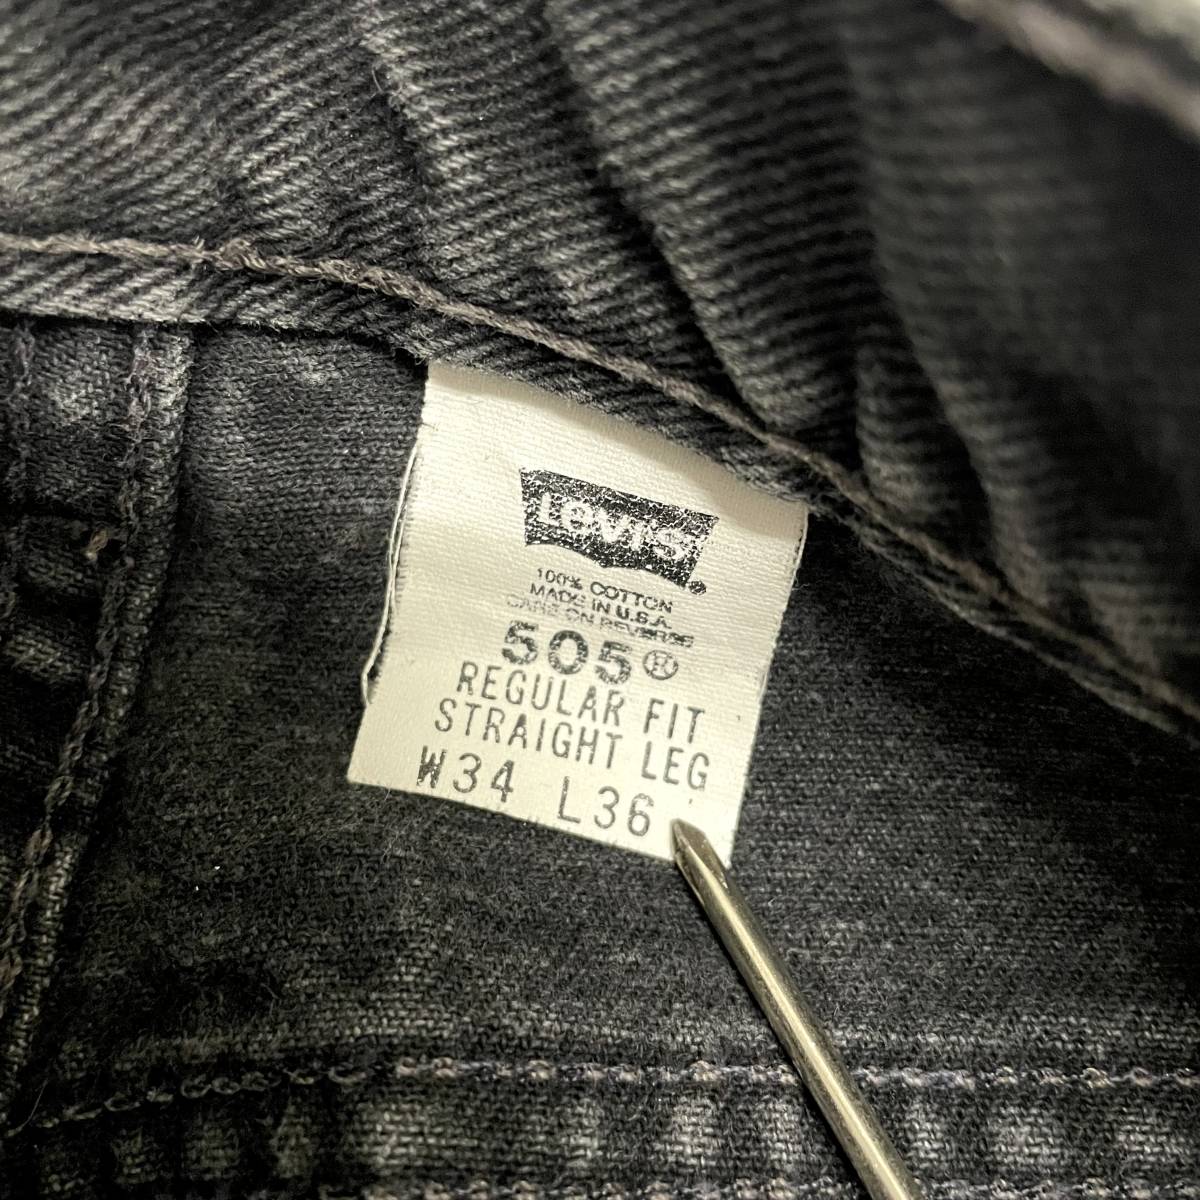 Levi's
100% COTTON
MADE IN U.S.A.
CARE ON REVERSE
505®
REGULAR FIT
STRAIGHT LEG
W34 L36